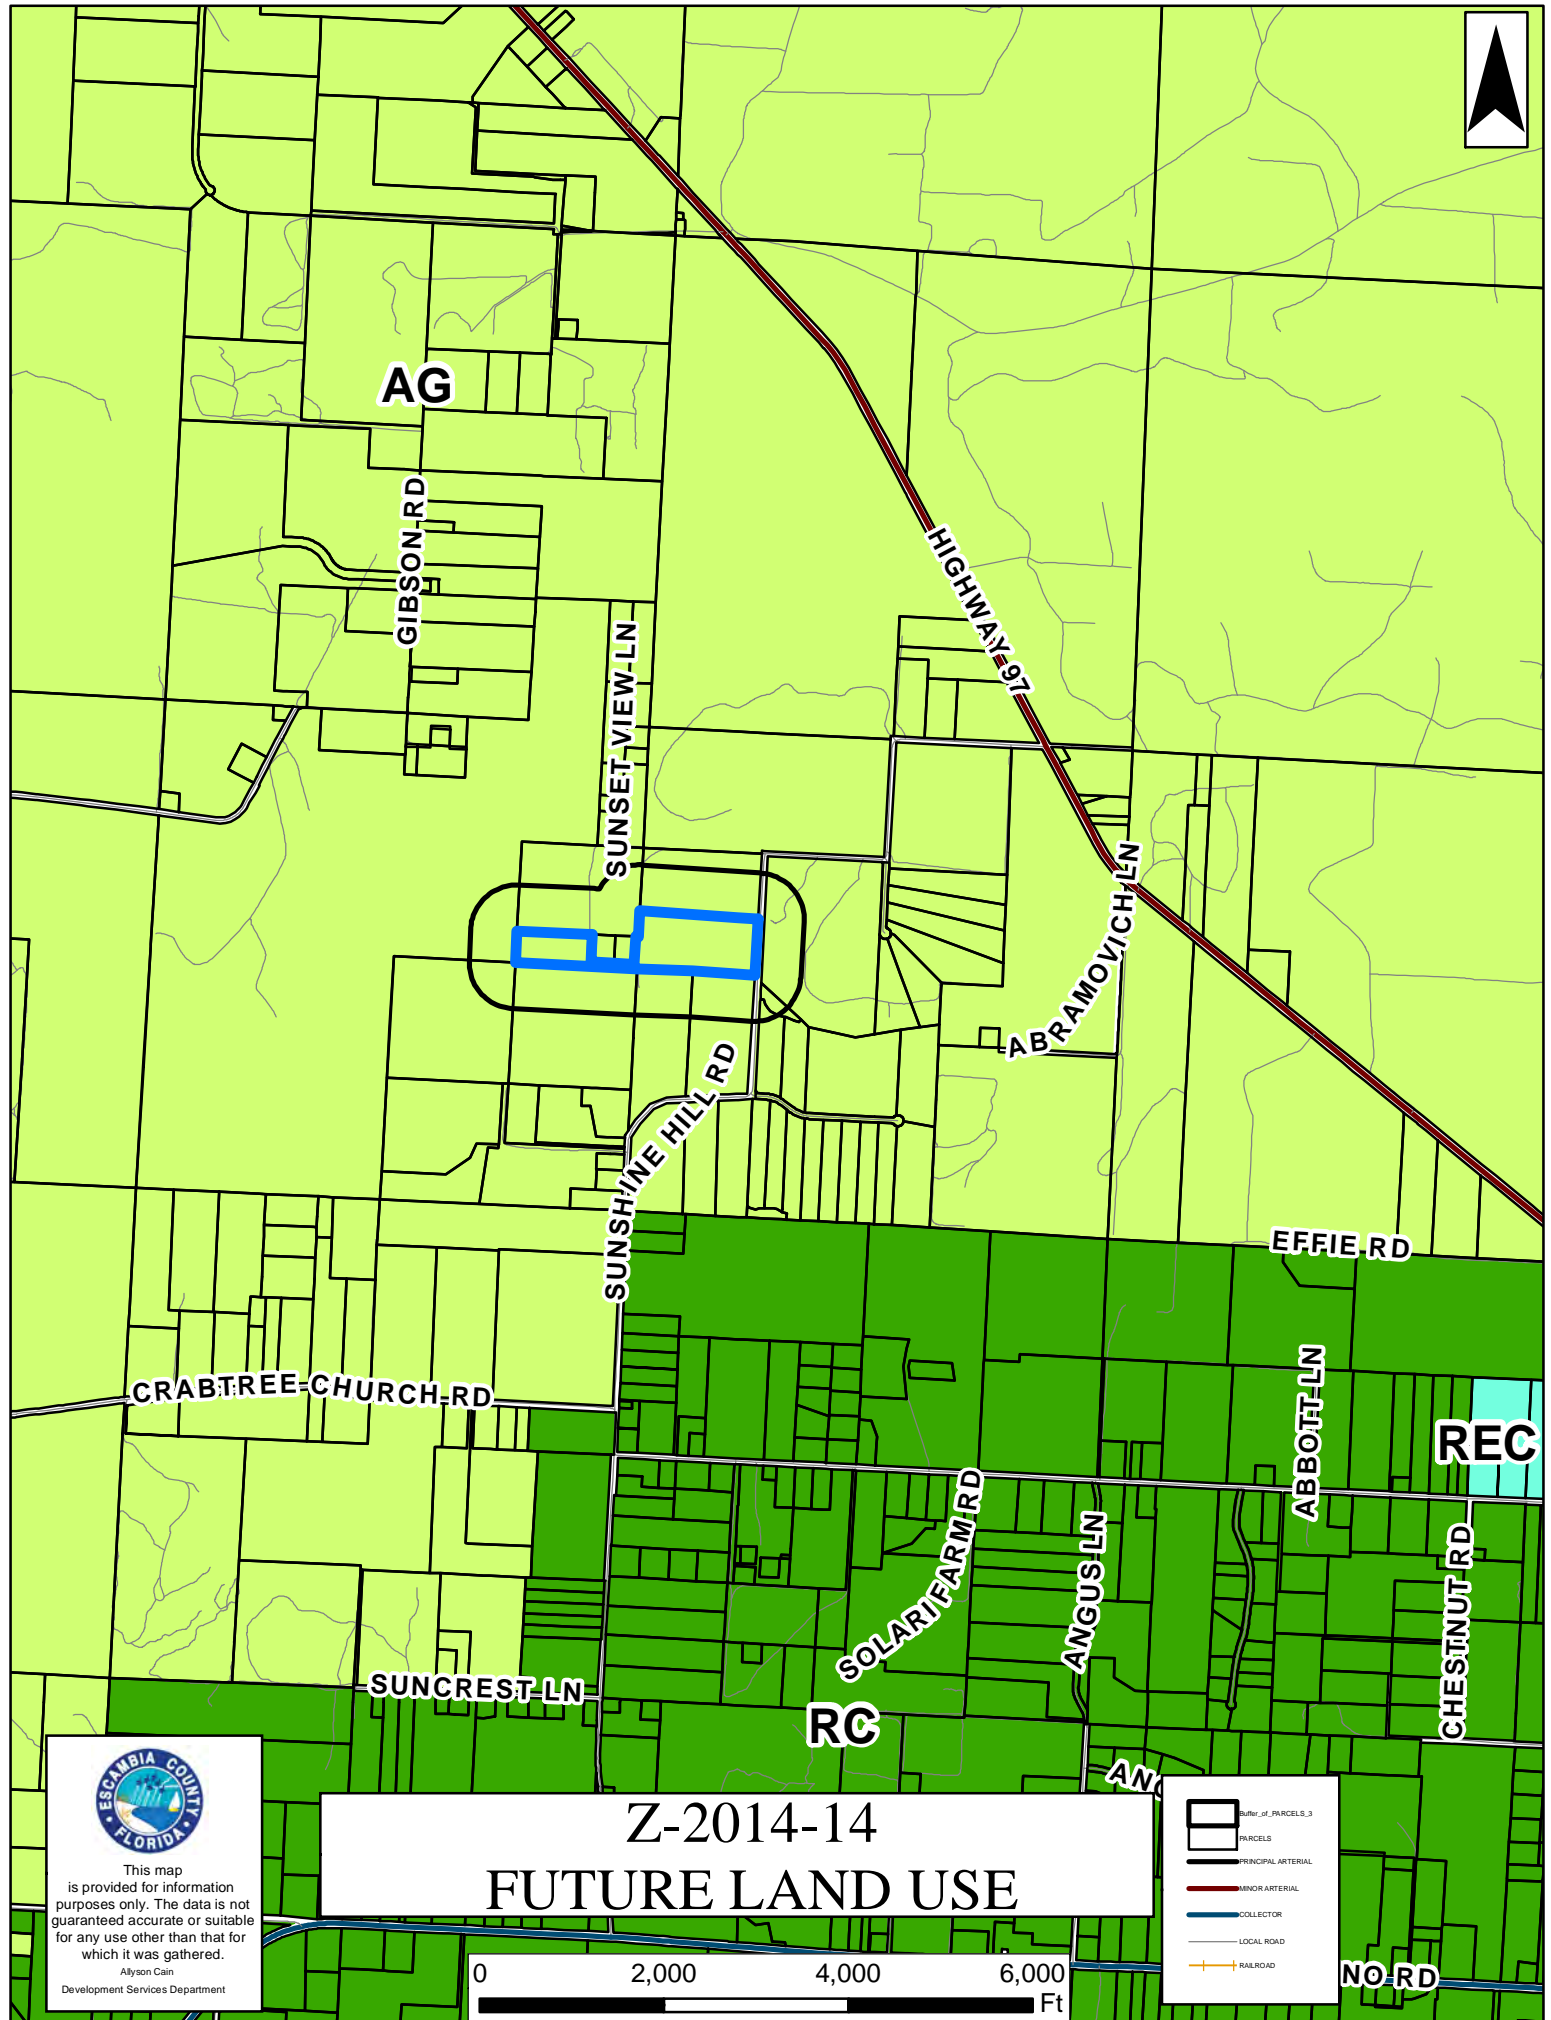 AG
GIBSON RD
SUNSET VIEW LN
HIGHWAY 97
ABRAMOVICH LN
SUNSHINE HILL RD
EFFIE RD
CRABTREE CHURCH RD
ABBOTT LN
REC
SOLARI FARM RD
ANGUS LN
CHESTNUT RD
SUNCREST LN
RC
ESCAMBIA COUNTY
FLORIDA
This map
is provided for information
purposes only. The data is not
guaranteed accurate or suitable
for any use other than that for
which it was gathered.
Allyson Cain
Development Services Department
Z-2014-14
FUTURE LAND USE
0 2,000 4,000 6,000
Ft
Buffer_of_PARCELS_3
PARCELS
PRINCIPAL ARTERIAL
MINOR ARTERIAL
COLLECTOR
LOCAL ROAD
RAILROAD
NO RD